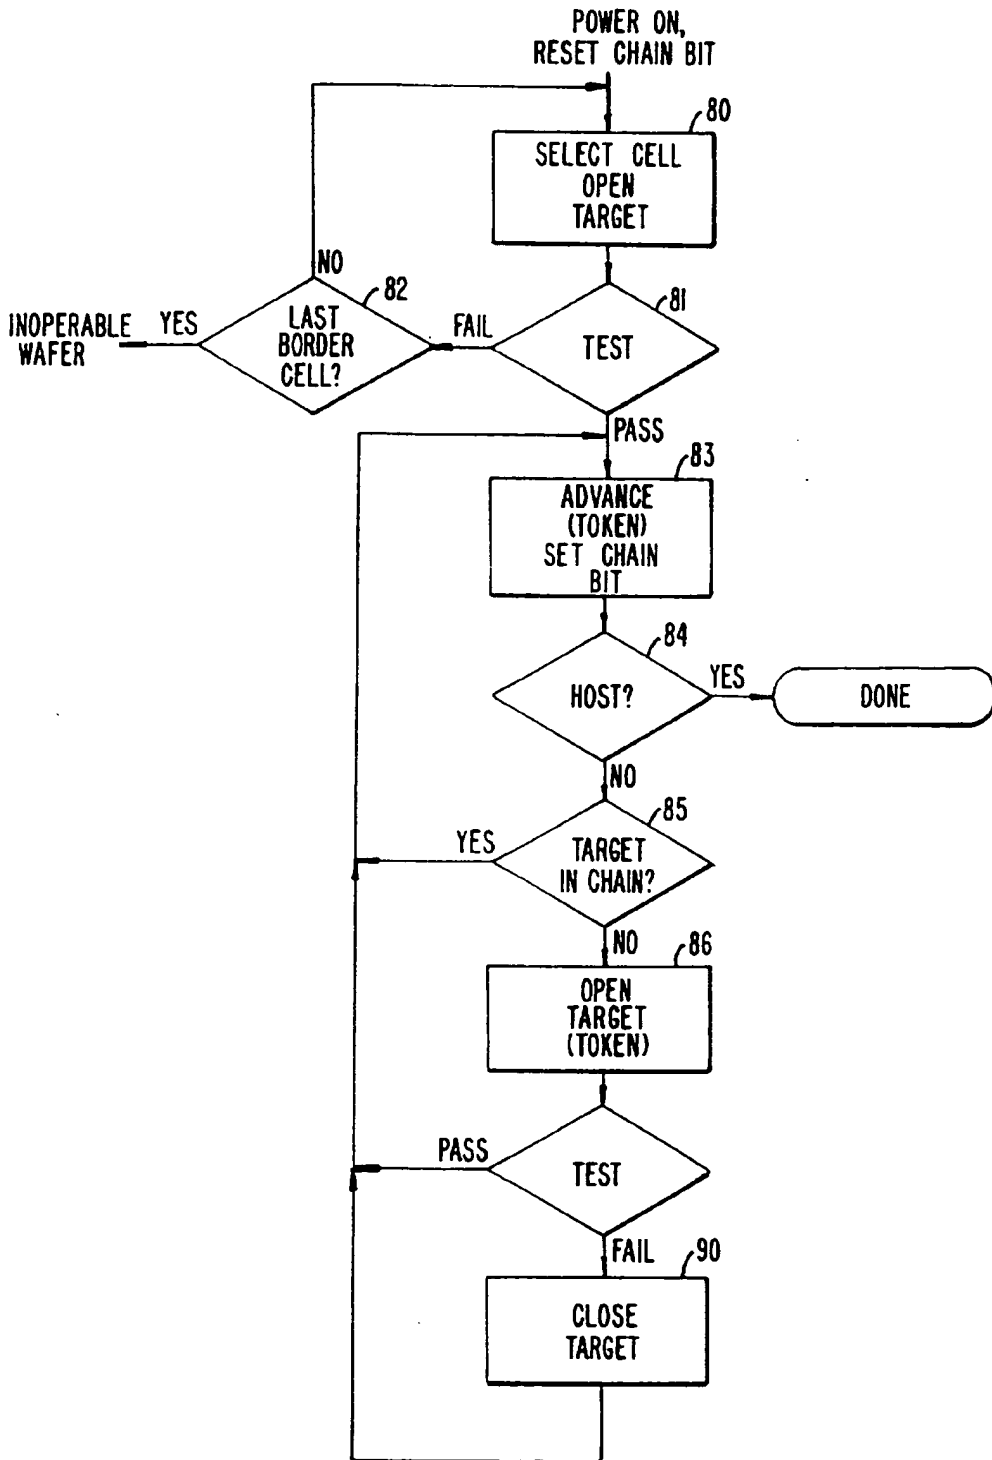 POWER ON,
RESET CHAIN BIT
80
SELECT CELL
OPEN
TARGET
NO
82
81
INOPERABLE
WAFER
YES
LAST
BORDER
CELL?
FAIL
TEST
PASS
83
ADVANCE
(TOKEN)
SET CHAIN
BIT
84
HOST?
YES
DONE
NO
85
YES
TARGET
IN CHAIN?
NO
86
OPEN
TARGET
(TOKEN)
PASS
TEST
FAIL
90
CLOSE
TARGET